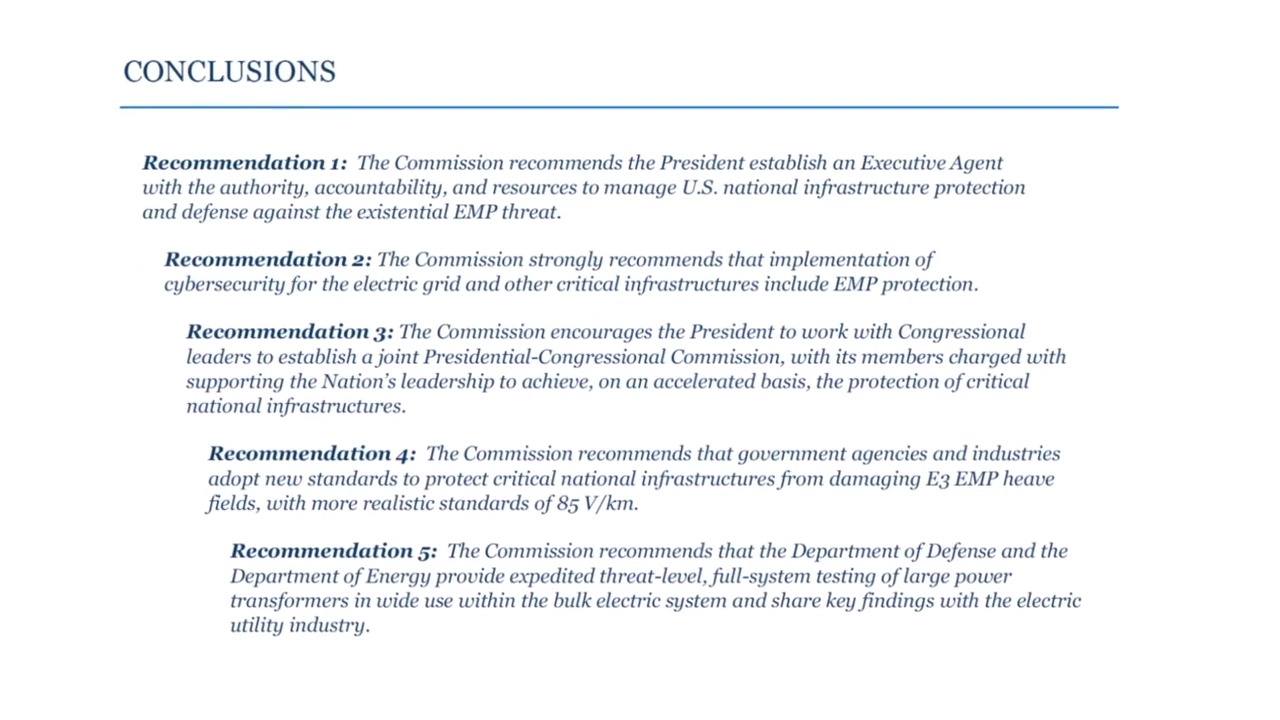 CONCLUSIONS
Recommendation 1: The Commission recommends the President establish an Executive Agent
with the authority, accountability, and resources to manage U.S. national infrastructure protection
and defense against the existential EMP threat.
Recommendation 2: The Commission strongly recommends that implementation of
cybersecurity for the electric grid and other critical infrastructures include EMP protection.
Recommendation 3: The Commission encourages the President to work with Congressional
leaders to establish a joint Presidential-Congressional Commission, with its members charged with
supporting the Nation's leadership to achieve, on an accelerated basis, the protection of critical
national infrastructures.
Recommendation 4: The Commission recommends that government agencies and industries
adopt new standards to protect critical national infrastructures from damaging E3 EMP heave
fields, with more realistic standards of 85 V/km.
Recommendation 5: The Commission recommends that the Department of Defense and the
Department of Energy provide expedited threat-level, full-system testing of large power
transformers in wide use within the bulk electric system and share key findings with the electric
utility industry.